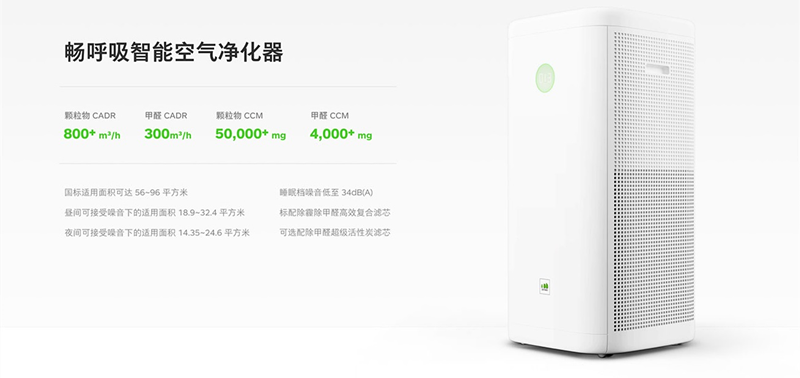 畅呼吸智能空气净化器
颗粒物 CADR
800+ m³/h
甲醛 CADR
300m³/h
颗粒物 CCM
50,000+ mg
甲醛 CCM
4,000+ mg
国标适用面积可达 56~96 平方米
昼间可接受噪音下的适用面积 18.9~32.4 平方米
夜间可接受噪音下的适用面积 14.35~24.6 平方米
睡眠档噪音低至 34dB(A)
标配除霾除甲醛高效复合滤芯
可选配除甲醛超级活性炭滤芯